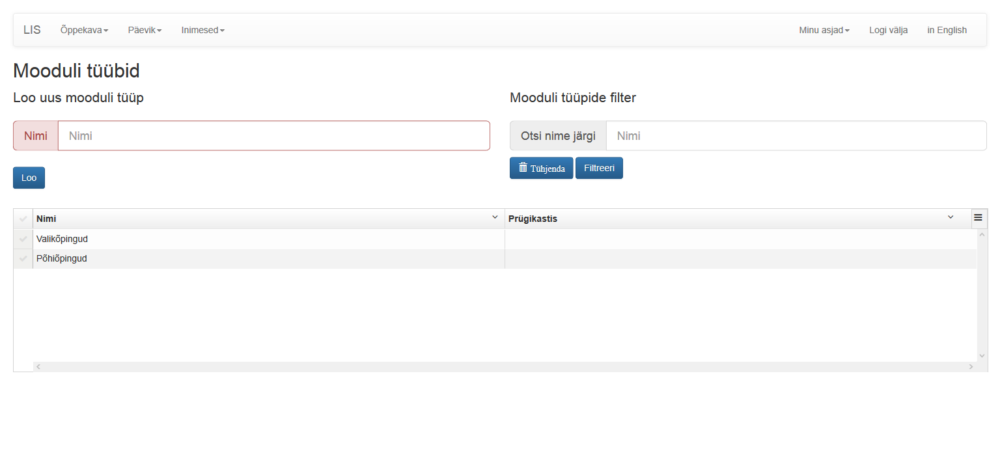 LIS Õppekava Päevik Inimesed Minu asjad Logi välja in English
Mooduli tüübid
Loo uus mooduli tüüp
Nimi Nimi
Loo
Mooduli tüüpide filter
Otsi nime järgi Nimi
Tühjenda Filtreeri
Nimi Prügikastis
Valikõpingud
Põhiõpingud